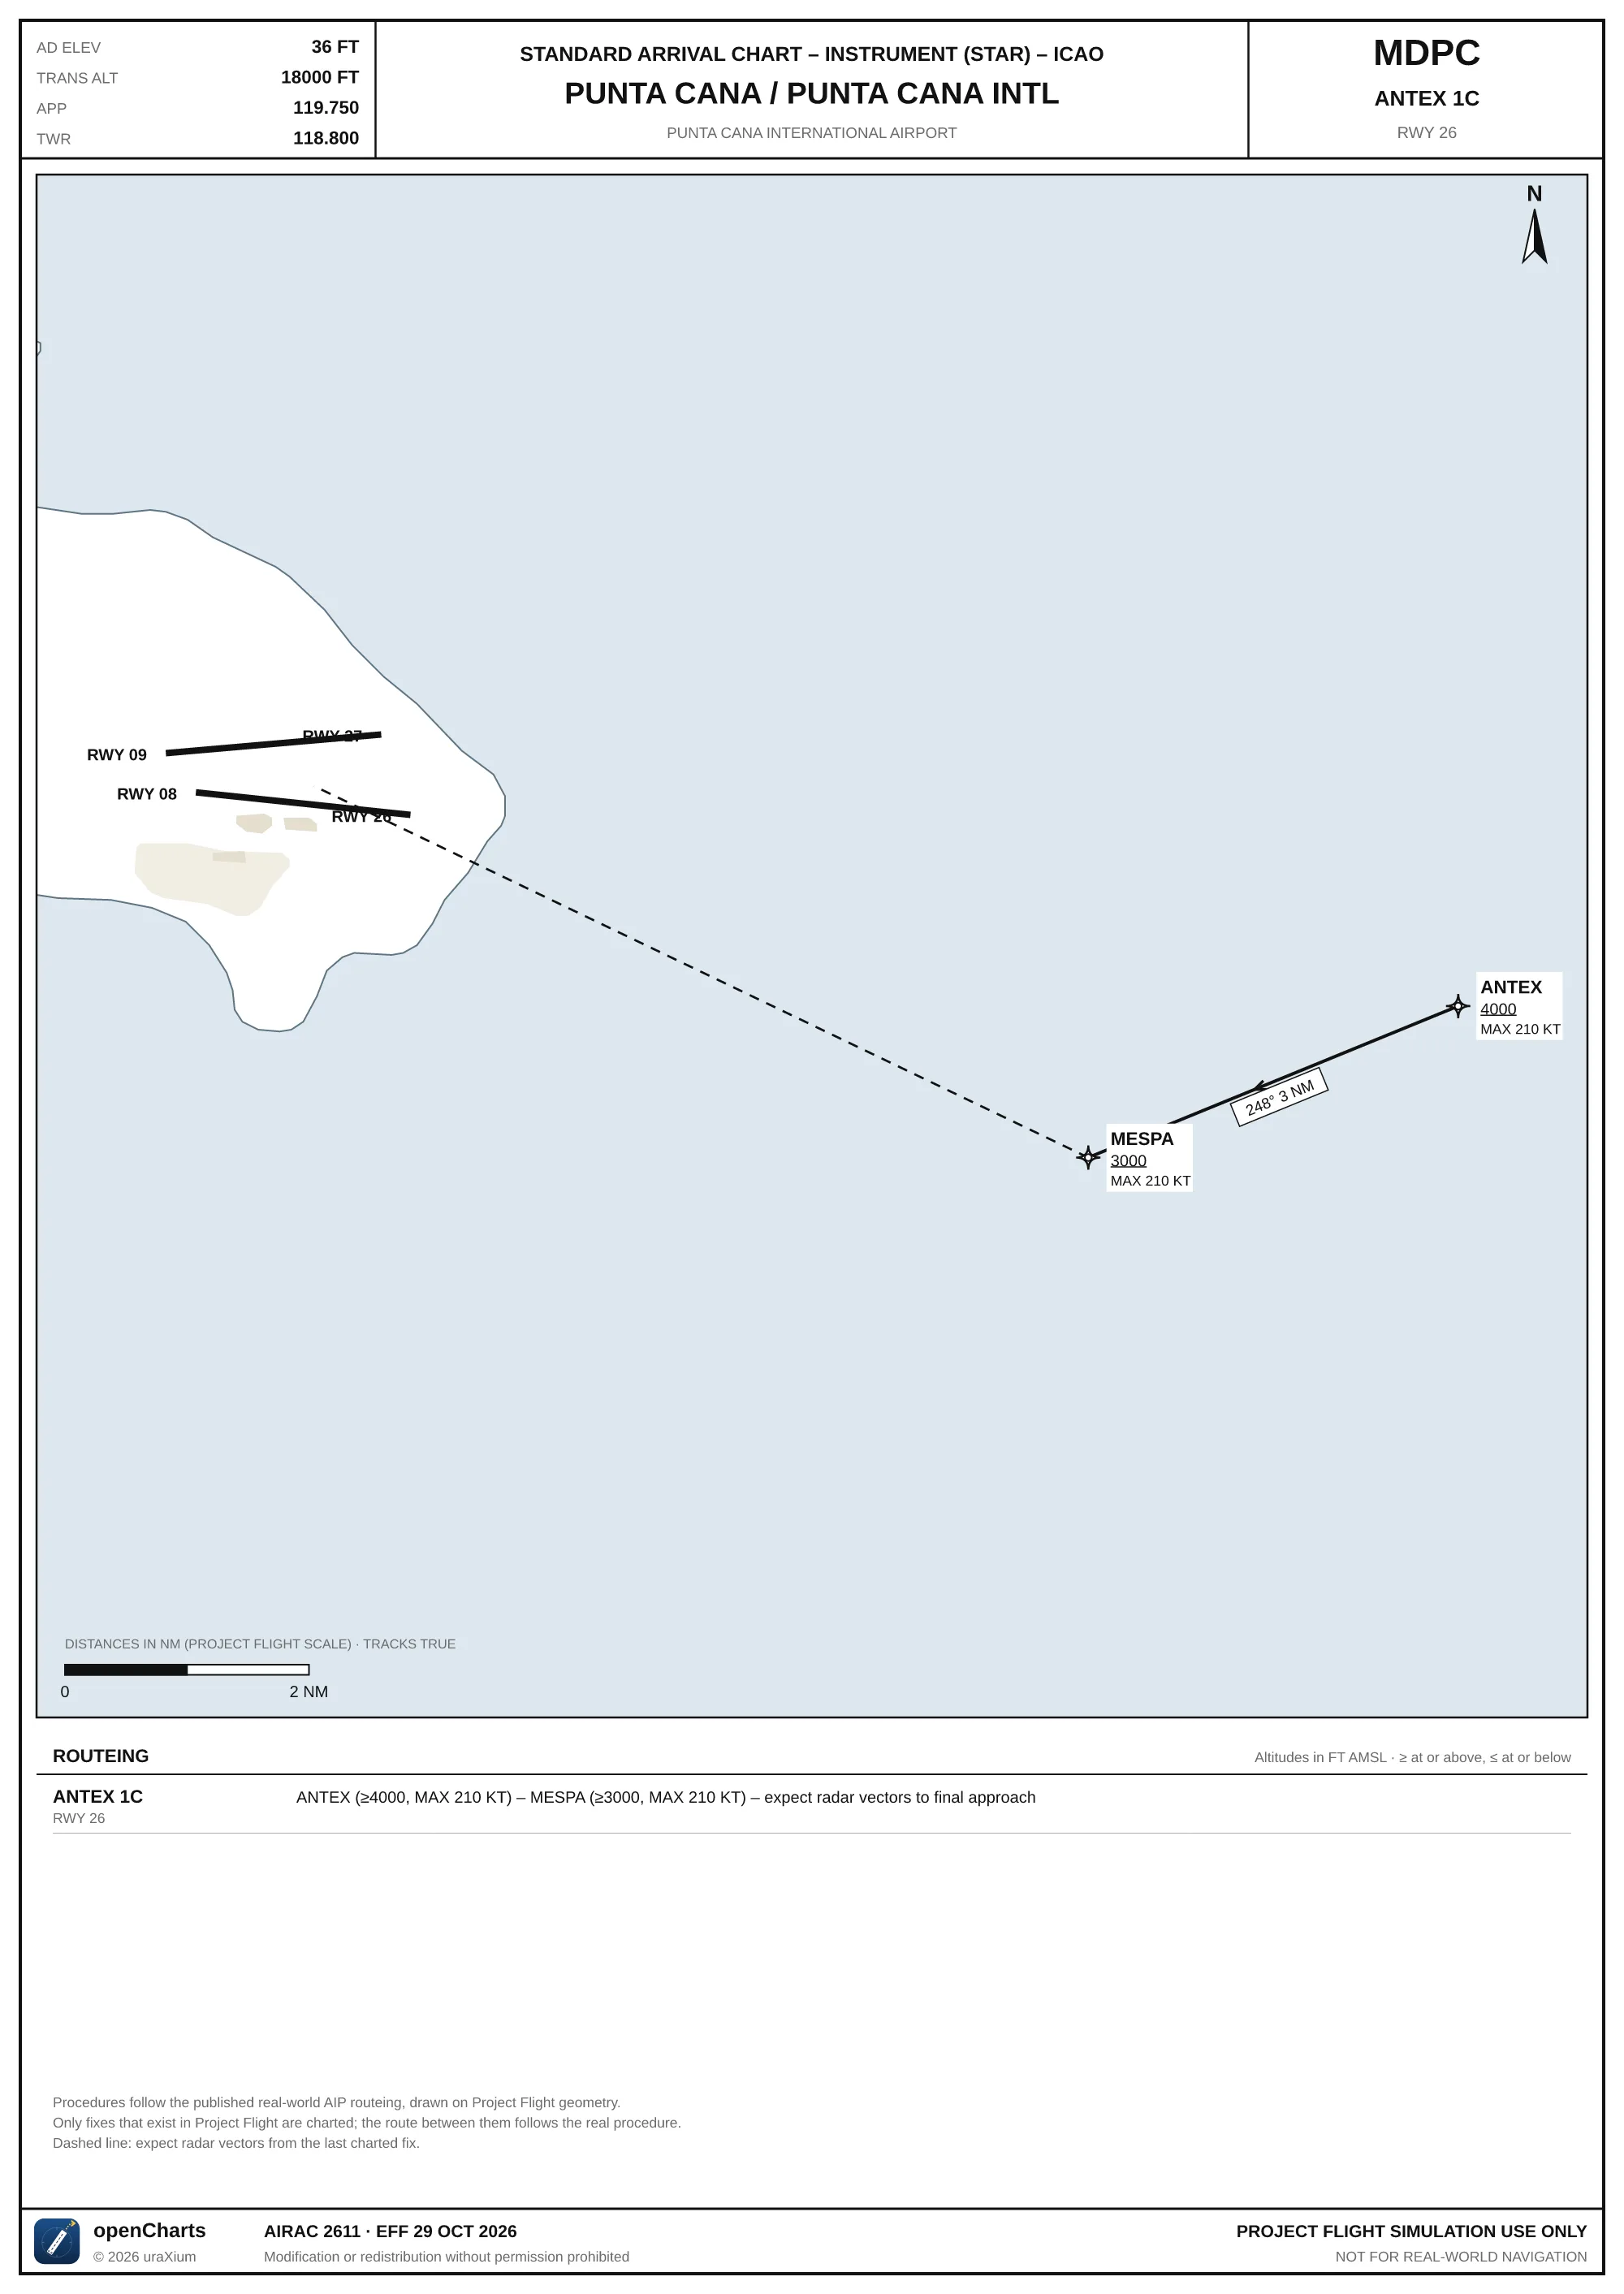 AD ELEV 36 FT
TRANS ALT 18000 FT
APP 119.750
TWR 118.800
STANDARD ARRIVAL CHART – INSTRUMENT (STAR) – ICAO
PUNTA CANA / PUNTA CANA INTL
PUNTA CANA INTERNATIONAL AIRPORT
MDPC
ANTEX 1C
RWY 26
N
RWY 27
RWY 09
RWY 08
RWY 26
ANTEX
4000
MAX 210 KT
248° 3 NM
MESPA
3000
MAX 210 KT
DISTANCES IN NM (PROJECT FLIGHT SCALE) · TRACKS TRUE
0 2 NM
ROUTEING Altitudes in FT AMSL · ≥ at or above, ≤ at or below
ANTEX 1C ANTEX (≥4000, MAX 210 KT) – MESPA (≥3000, MAX 210 KT) – expect radar vectors to final approach
RWY 26
Procedures follow the published real-world AIP routeing, drawn on Project Flight geometry.
Only fixes that exist in Project Flight are charted; the route between them follows the real procedure.
Dashed line: expect radar vectors from the last charted fix.
openCharts AIRAC 2611 · EFF 29 OCT 2026 PROJECT FLIGHT SIMULATION USE ONLY
© 2026 uraXium Modification or redistribution without permission prohibited NOT FOR REAL-WORLD NAVIGATION